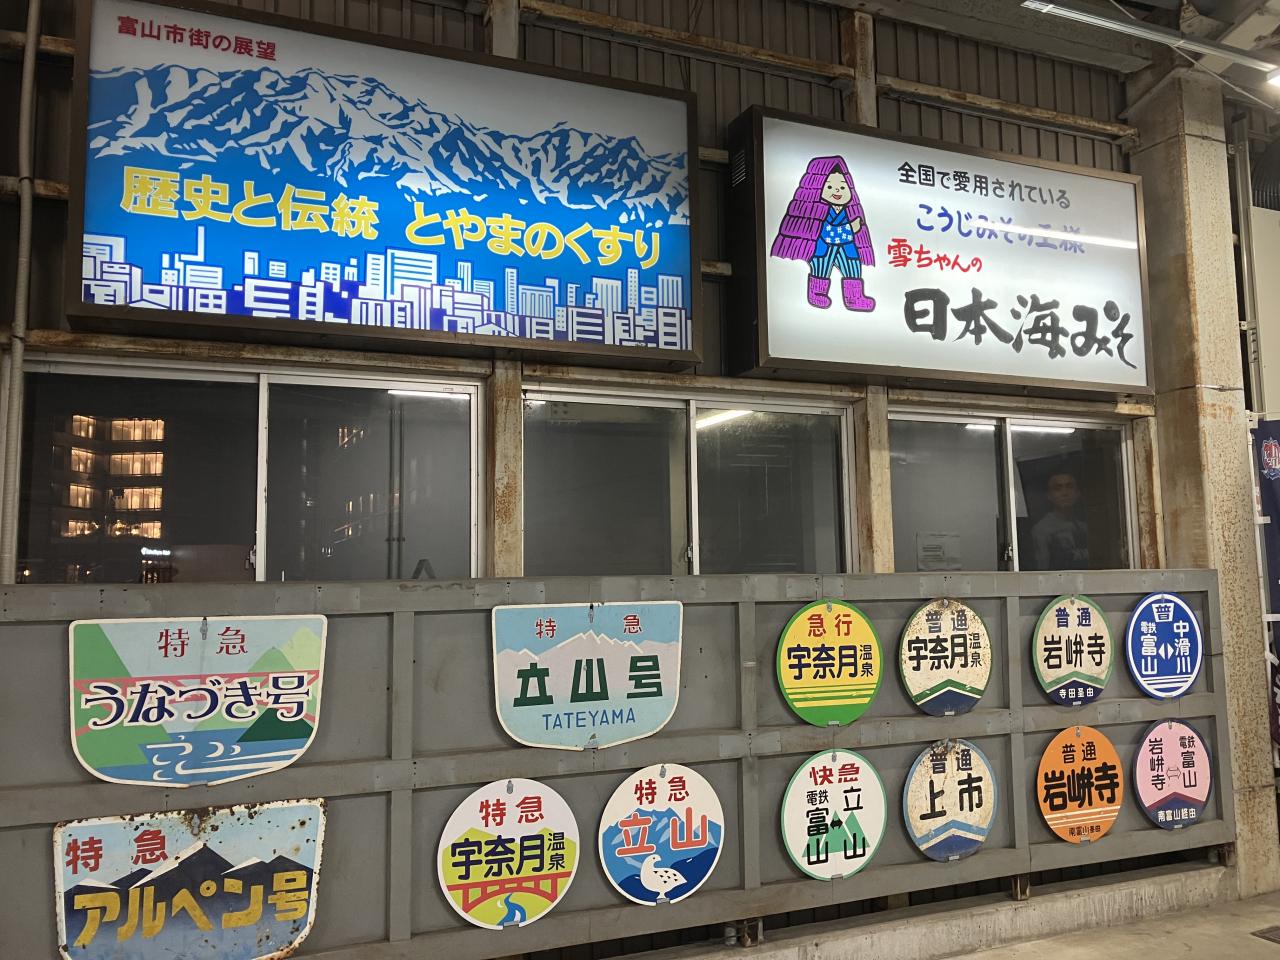 富山市街の展望
歴史と伝統 とやまのくすり
全国で愛用されている
こうじみその王様
雪ちゃんの
日本海みそ
特急
うなづき号
特急
立山号
TATEYAMA
急行
宇奈月温泉
普通
宇奈月温泉
普通
岩峅寺
寺田経由
普
電鉄富山
中滑川
特急
アルペン号
特急
宇奈月温泉
特急
立山
快急
電鉄富山
立山
普通
上市
普通
岩峅寺
南富山経由
岩峅寺
電鉄富山
南富山経由